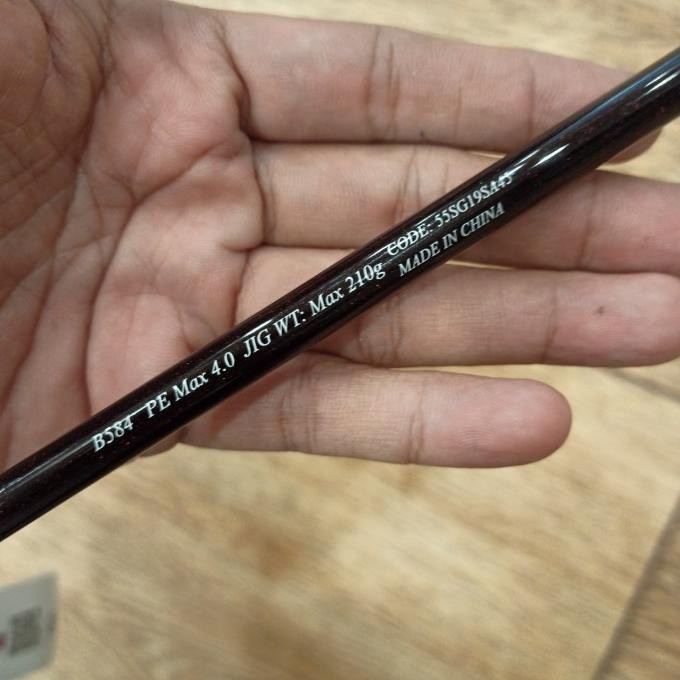 B584 PE Max 4.0 JIG WT: Max 210g
CODE: 55SG19SA45
MADE IN CHINA